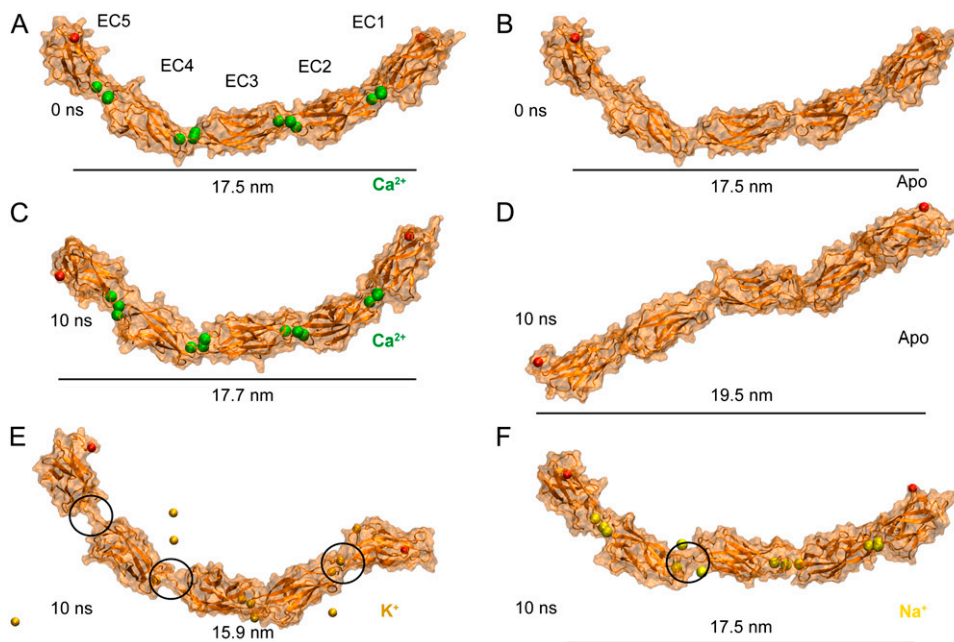 A
EC5
EC4
EC3
EC2
EC1
0 ns
17.5 nm
Ca²⁺
B
0 ns
17.5 nm
Apo
C
10 ns
Ca²⁺
17.7 nm
D
10 ns
Apo
19.5 nm
E
10 ns
15.9 nm
K⁺
F
10 ns
17.5 nm
Na⁺